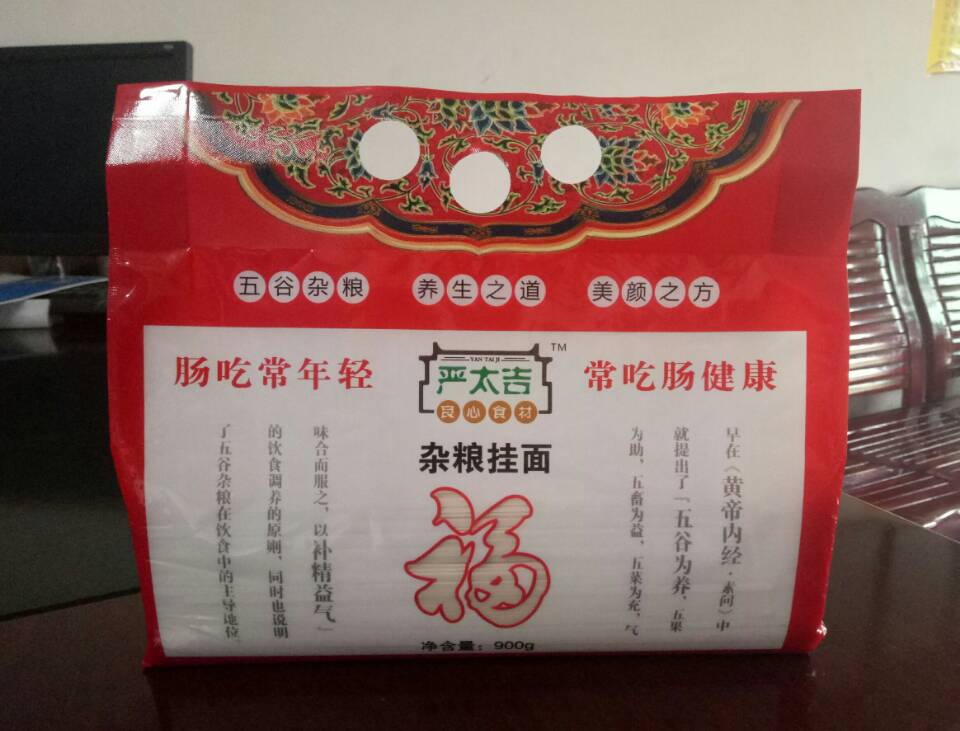 五谷杂粮 养生之道 美颜之方
YAN TAI JI
严太吉
TM
良心食材
肠吃常年轻
常吃肠健康
杂粮挂面
早在《黄帝内经·素问》中
就提出了“五谷为养，五果
为助，五畜为益，五菜为充，气
味合而服之，以补精益气”
的饮食调养的原则，同时也说明
了五谷杂粮在饮食中的主导地位
福
净含量：900g